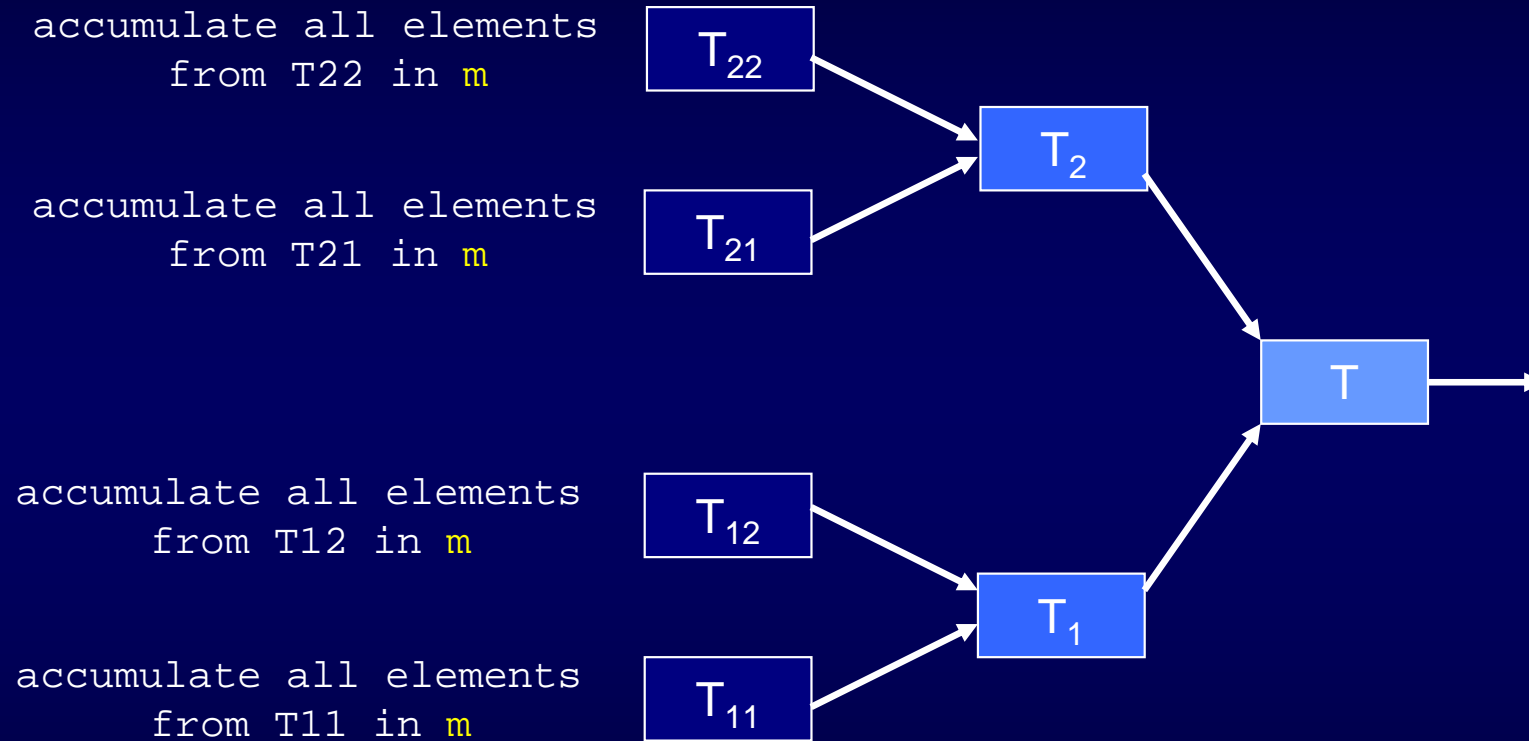 accumulate all elements
from T22 in m
T22
T2
accumulate all elements
from T21 in m
T21
T
accumulate all elements
from T12 in m
T12
T1
accumulate all elements
from T11 in m
T11